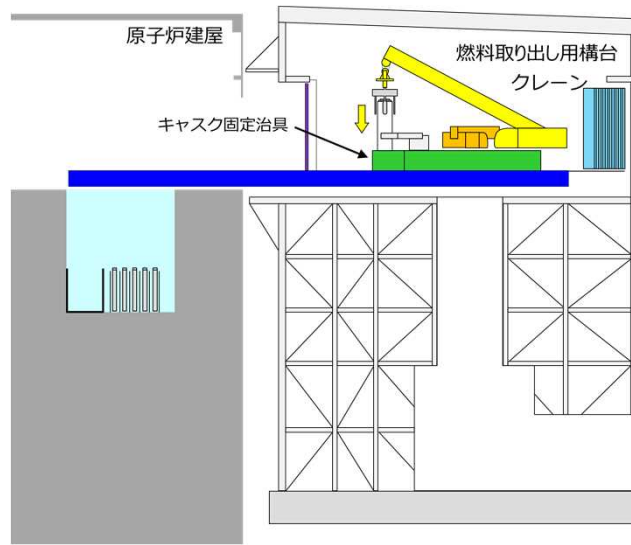 原子炉建屋
燃料取り出し用構台
クレーン
キャスク固定治具